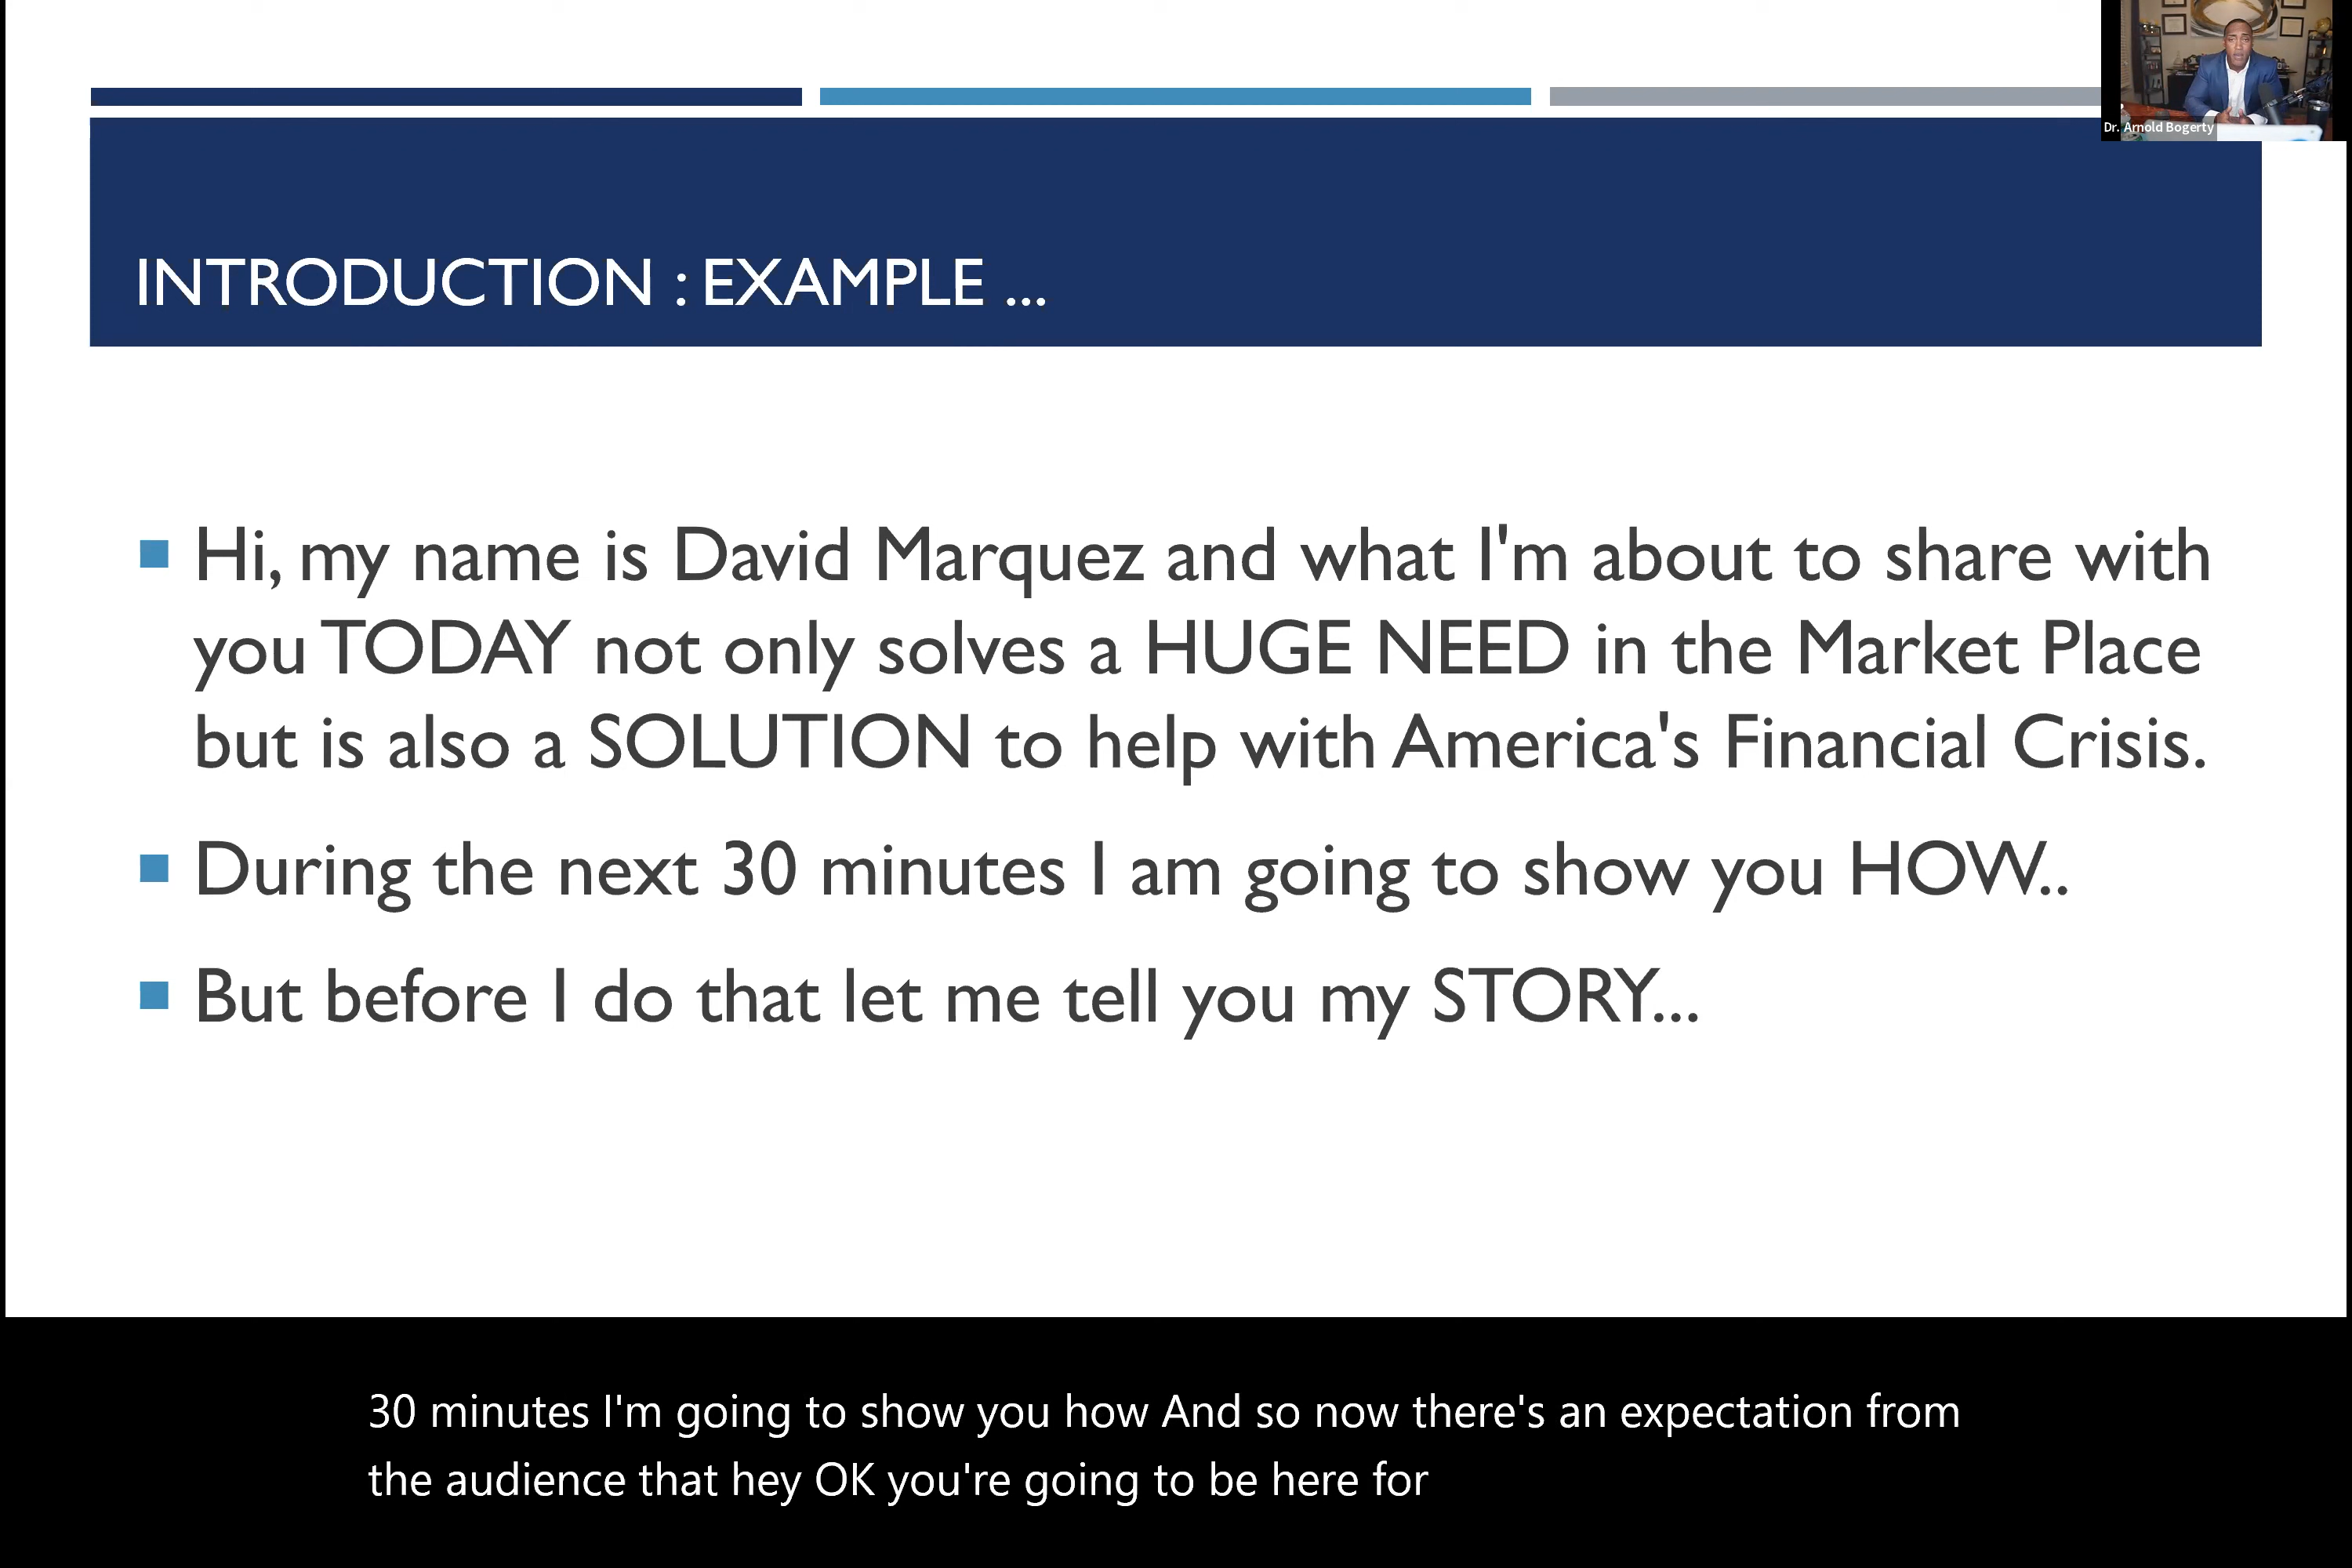 Dr. Arnold Bogerty
INTRODUCTION : EXAMPLE ...
Hi, my name is David Marquez and what I'm about to share with
you TODAY not only solves a HUGE NEED in the Market Place
but is also a SOLUTION to help with America's Financial Crisis.
During the next 30 minutes I am going to show you HOW..
But before I do that let me tell you my STORY...
30 minutes I'm going to show you how And so now there's an expectation from
the audience that hey OK you're going to be here for